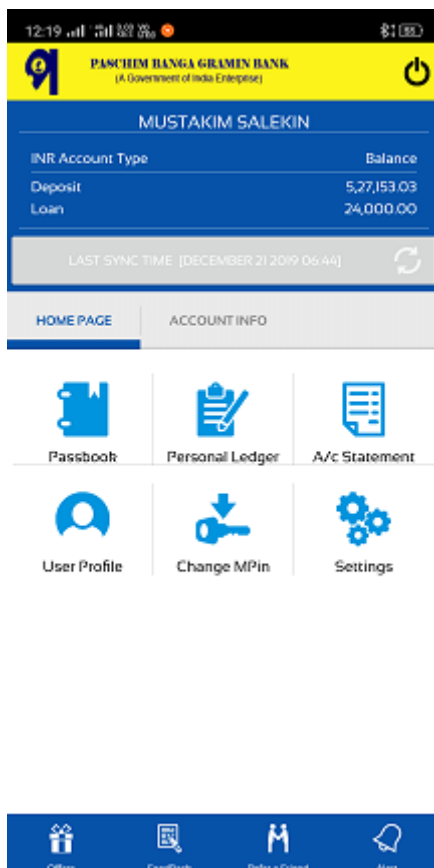 12:19
PASCHIM BANGA GRAMIN BANK
(A Government of India Enterprise)
MUSTAKIM SALEKIN
INR Account Type Balance
Deposit 5,27,153.03
Loan 24,000.00
LAST SYNC TIME [DECEMBER 21 2019 06:44]
HOME PAGE ACCOUNT INFO
Passbook Personal Ledger A/c Statement
User Profile Change MPin Settings